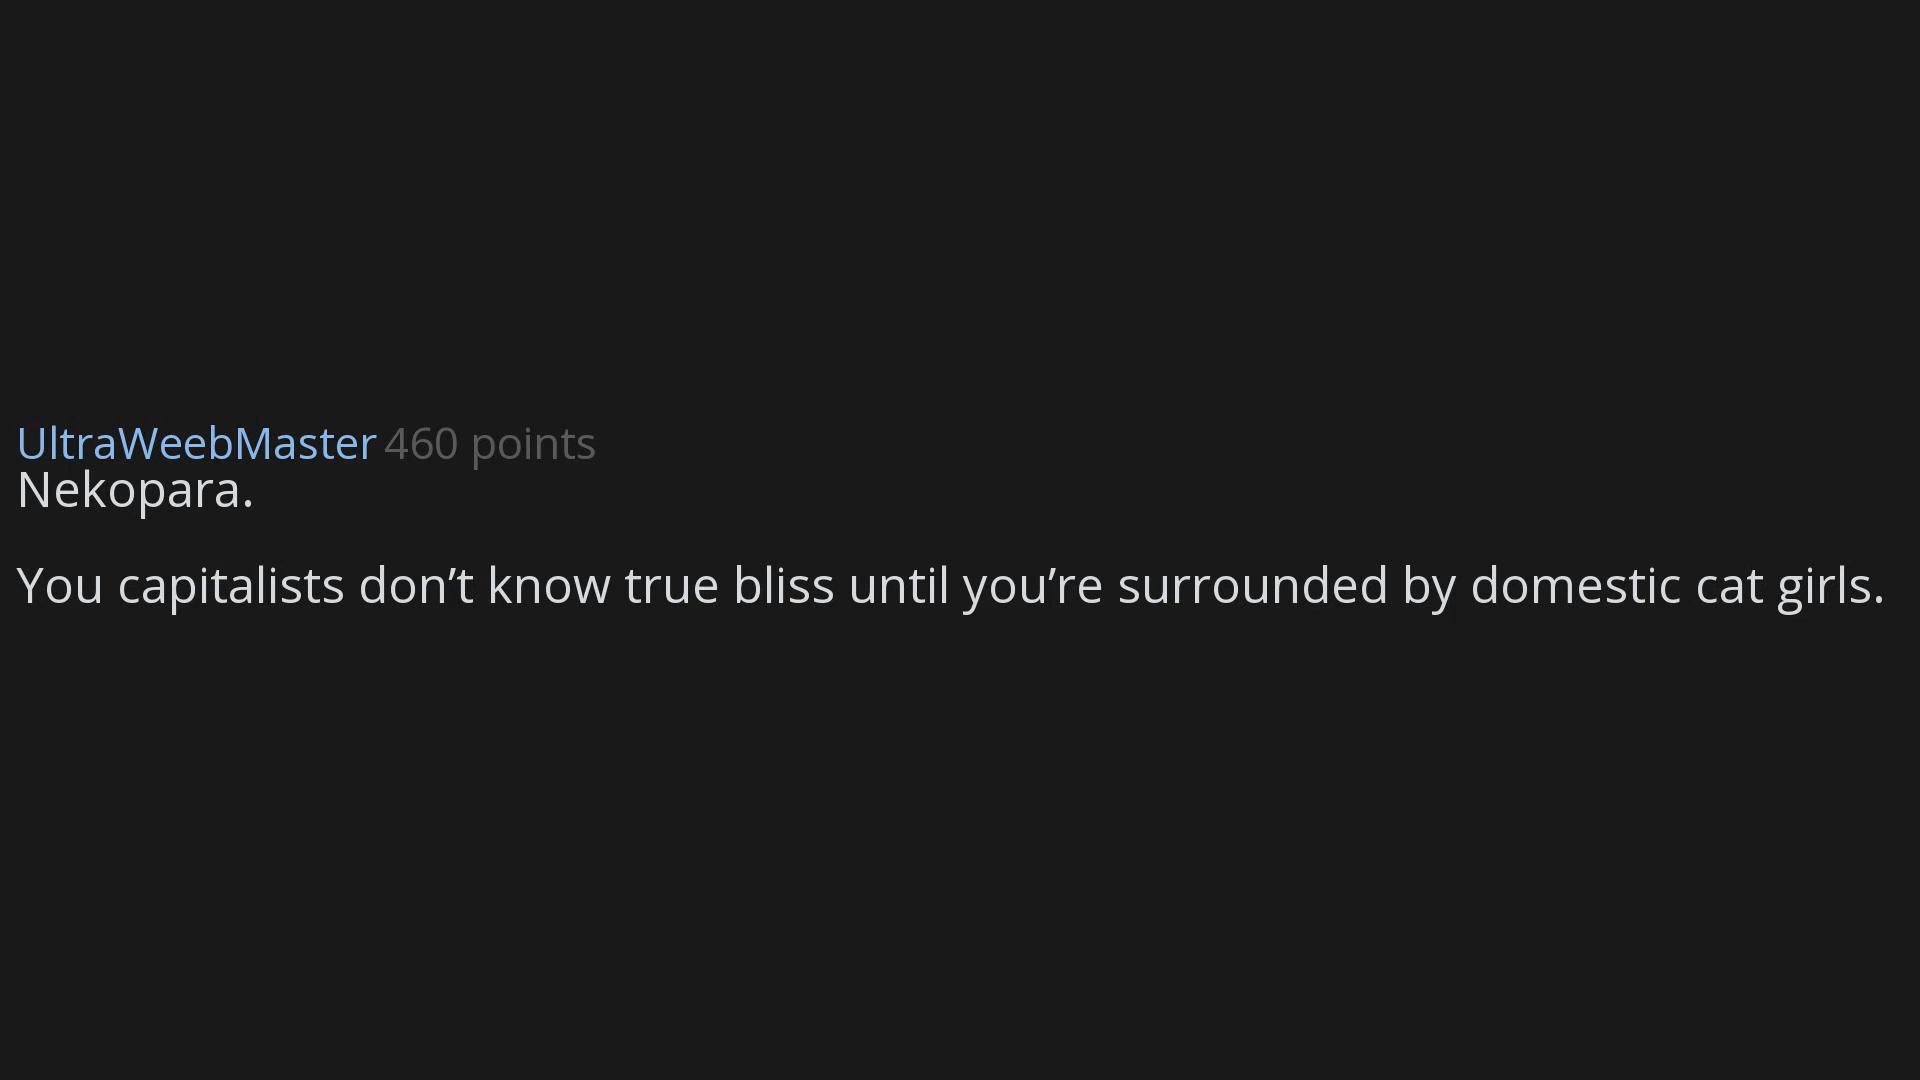 UltraWeebMaster 460 points
Nekopara.
You capitalists don’t know true bliss until you’re surrounded by domestic cat girls.